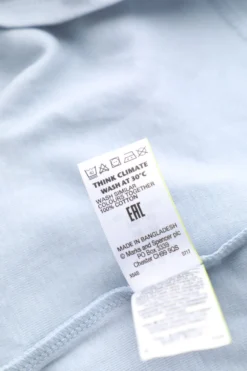 THINK CLIMATE
WASH AT 30°C
WASH SIMILAR
COLOURS TOGETHER
100% COTTON
EAC
MADE IN BANGLADESH
© Marks and Spencer plc
PO Box 3339
Chester CH99 9QS